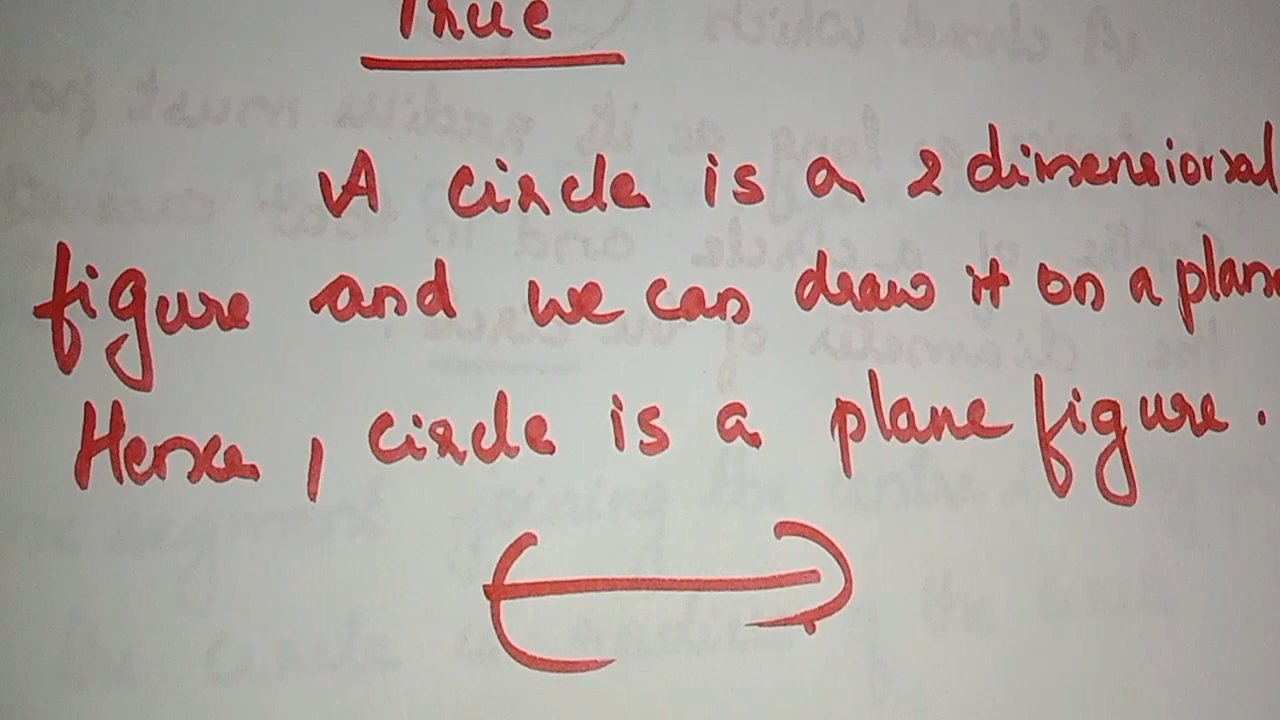 True
A circle is a 2 dimensional
figure and we can draw it on a plane
Hence, circle is a plane figure.